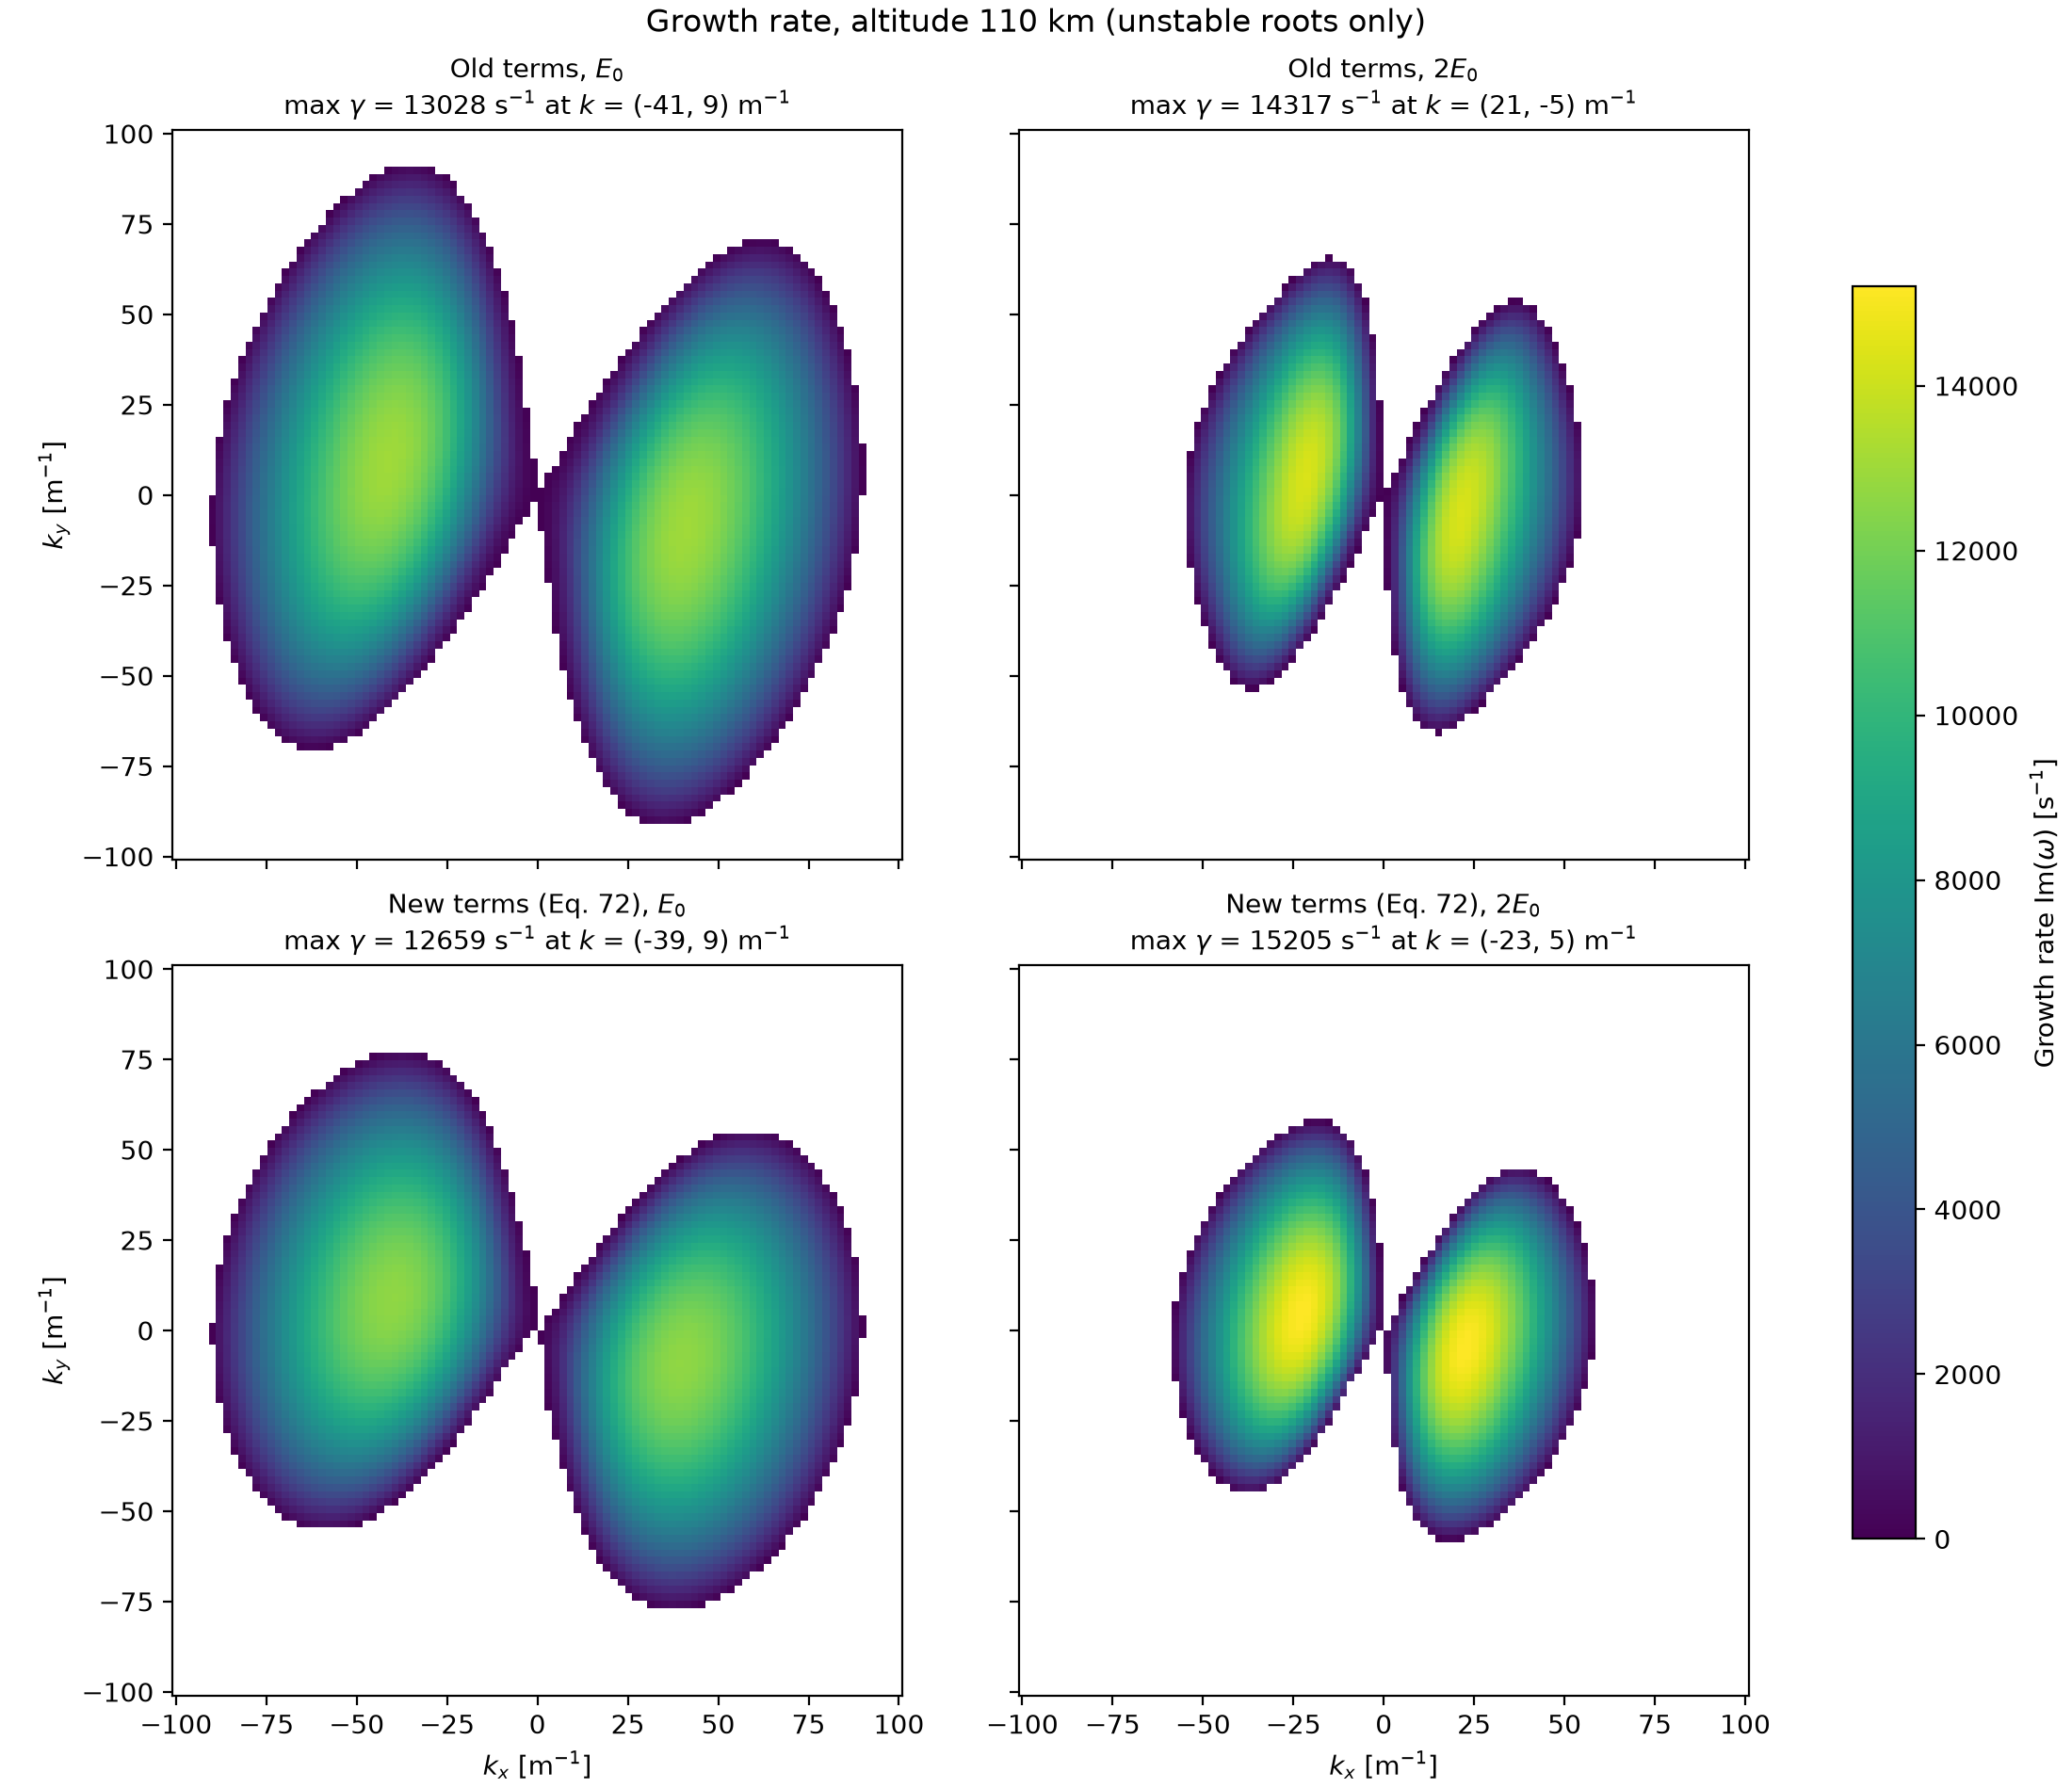 Growth rate, altitude 110 km (unstable roots only)
Old terms, E₀
max γ = 13028 s⁻¹ at k = (-41, 9) m⁻¹
Old terms, 2E₀
max γ = 14317 s⁻¹ at k = (21, -5) m⁻¹
100
75
50
25
0
−25
−50
−75
−100
k_y [m⁻¹]
New terms (Eq. 72), E₀
max γ = 12659 s⁻¹ at k = (-39, 9) m⁻¹
New terms (Eq. 72), 2E₀
max γ = 15205 s⁻¹ at k = (-23, 5) m⁻¹
100
75
50
25
0
−25
−50
−75
−100
k_y [m⁻¹]
−100 −75 −50 −25 0 25 50 75 100
k_x [m⁻¹]
−100 −75 −50 −25 0 25 50 75 100
k_x [m⁻¹]
14000
12000
10000
8000
6000
4000
2000
0
Growth rate Im(ω) [s⁻¹]